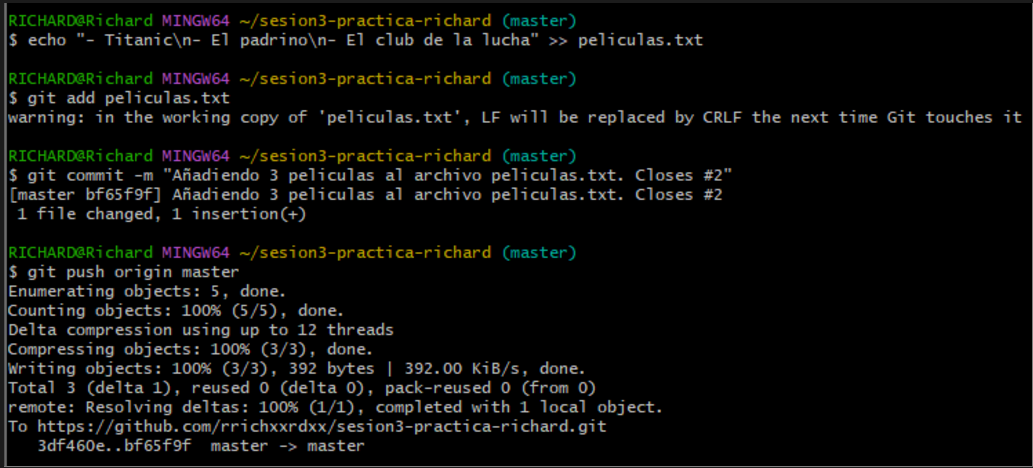 RICHARD@Richard MINGW64 ~/sesion3-practica-richard (master)
$ echo "- Titanic\n- El padrino\n- El club de la lucha" >> peliculas.txt
RICHARD@Richard MINGW64 ~/sesion3-practica-richard (master)
$ git add peliculas.txt
warning: in the working copy of 'peliculas.txt', LF will be replaced by CRLF the next time Git touches it
RICHARD@Richard MINGW64 ~/sesion3-practica-richard (master)
$ git commit -m "Añadiendo 3 peliculas al archivo peliculas.txt. Closes #2"
[master bf65f9f] Añadiendo 3 peliculas al archivo peliculas.txt. Closes #2
 1 file changed, 1 insertion(+)
RICHARD@Richard MINGW64 ~/sesion3-practica-richard (master)
$ git push origin master
Enumerating objects: 5, done.
Counting objects: 100% (5/5), done.
Delta compression using up to 12 threads
Compressing objects: 100% (3/3), done.
Writing objects: 100% (3/3), 392 bytes | 392.00 KiB/s, done.
Total 3 (delta 1), reused 0 (delta 0), pack-reused 0 (from 0)
remote: Resolving deltas: 100% (1/1), completed with 1 local object.
To https://github.com/rrichxxrdxx/sesion3-practica-richard.git
   3df460e..bf65f9f  master -> master